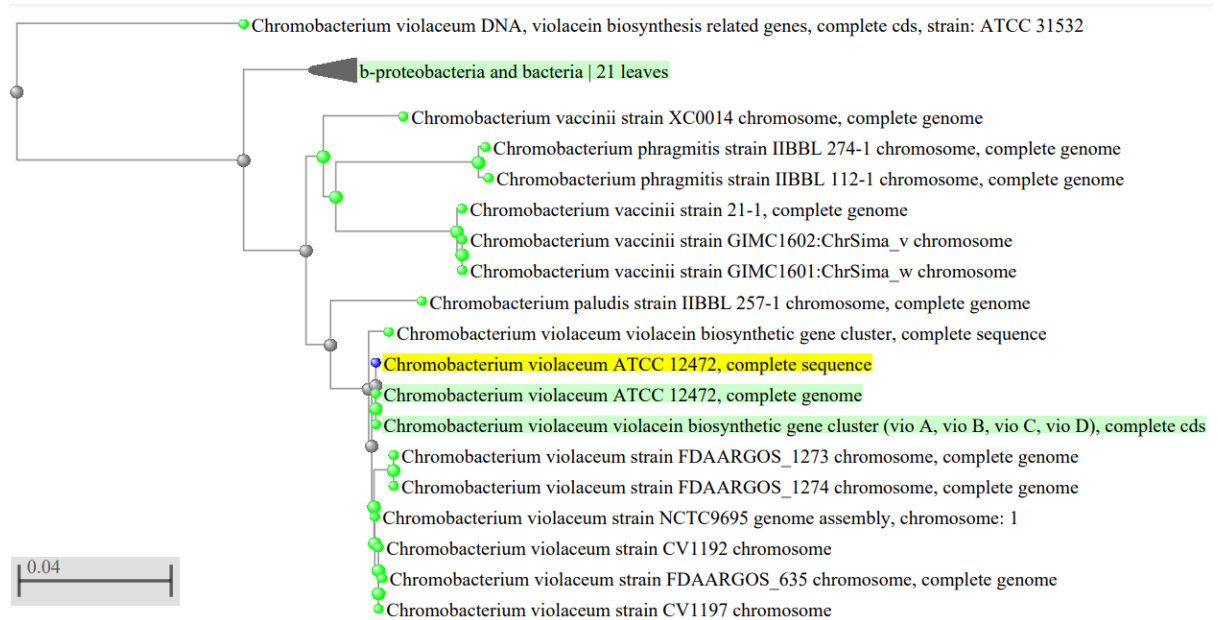 Chromobacterium violaceum DNA, violacein biosynthesis related genes, complete cds, strain: ATCC 31532
b-proteobacteria and bacteria | 21 leaves
Chromobacterium vaccinii strain XC0014 chromosome, complete genome
Chromobacterium phragmitis strain IIBBL 274-1 chromosome, complete genome
Chromobacterium phragmitis strain IIBBL 112-1 chromosome, complete genome
Chromobacterium vaccinii strain 21-1, complete genome
Chromobacterium vaccinii strain GIMC1602:ChrSima_v chromosome
Chromobacterium vaccinii strain GIMC1601:ChrSima_w chromosome
Chromobacterium paludis strain IIBBL 257-1 chromosome, complete genome
Chromobacterium violaceum violacein biosynthetic gene cluster, complete sequence
Chromobacterium violaceum ATCC 12472, complete sequence
Chromobacterium violaceum ATCC 12472, complete genome
Chromobacterium violaceum violacein biosynthetic gene cluster (vio A, vio B, vio C, vio D), complete cds
Chromobacterium violaceum strain FDAARGOS_1273 chromosome, complete genome
Chromobacterium violaceum strain FDAARGOS_1274 chromosome, complete genome
Chromobacterium violaceum strain NCTC9695 genome assembly, chromosome: 1
Chromobacterium violaceum strain CV1192 chromosome
Chromobacterium violaceum strain FDAARGOS_635 chromosome, complete genome
Chromobacterium violaceum strain CV1197 chromosome
0.04